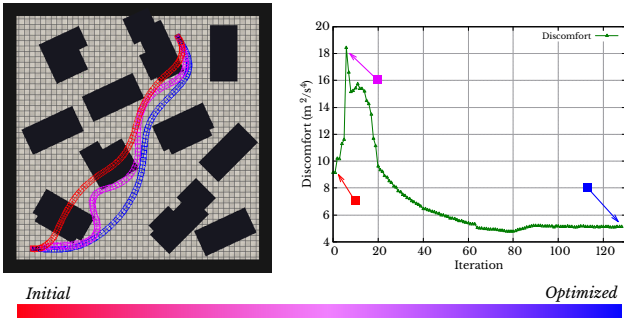 20
18
16
14
12
10
8
6
4
Discomfort (m²/s⁴)
Discomfort
0 20 40 60 80 100 120
Iteration
Initial
Optimized